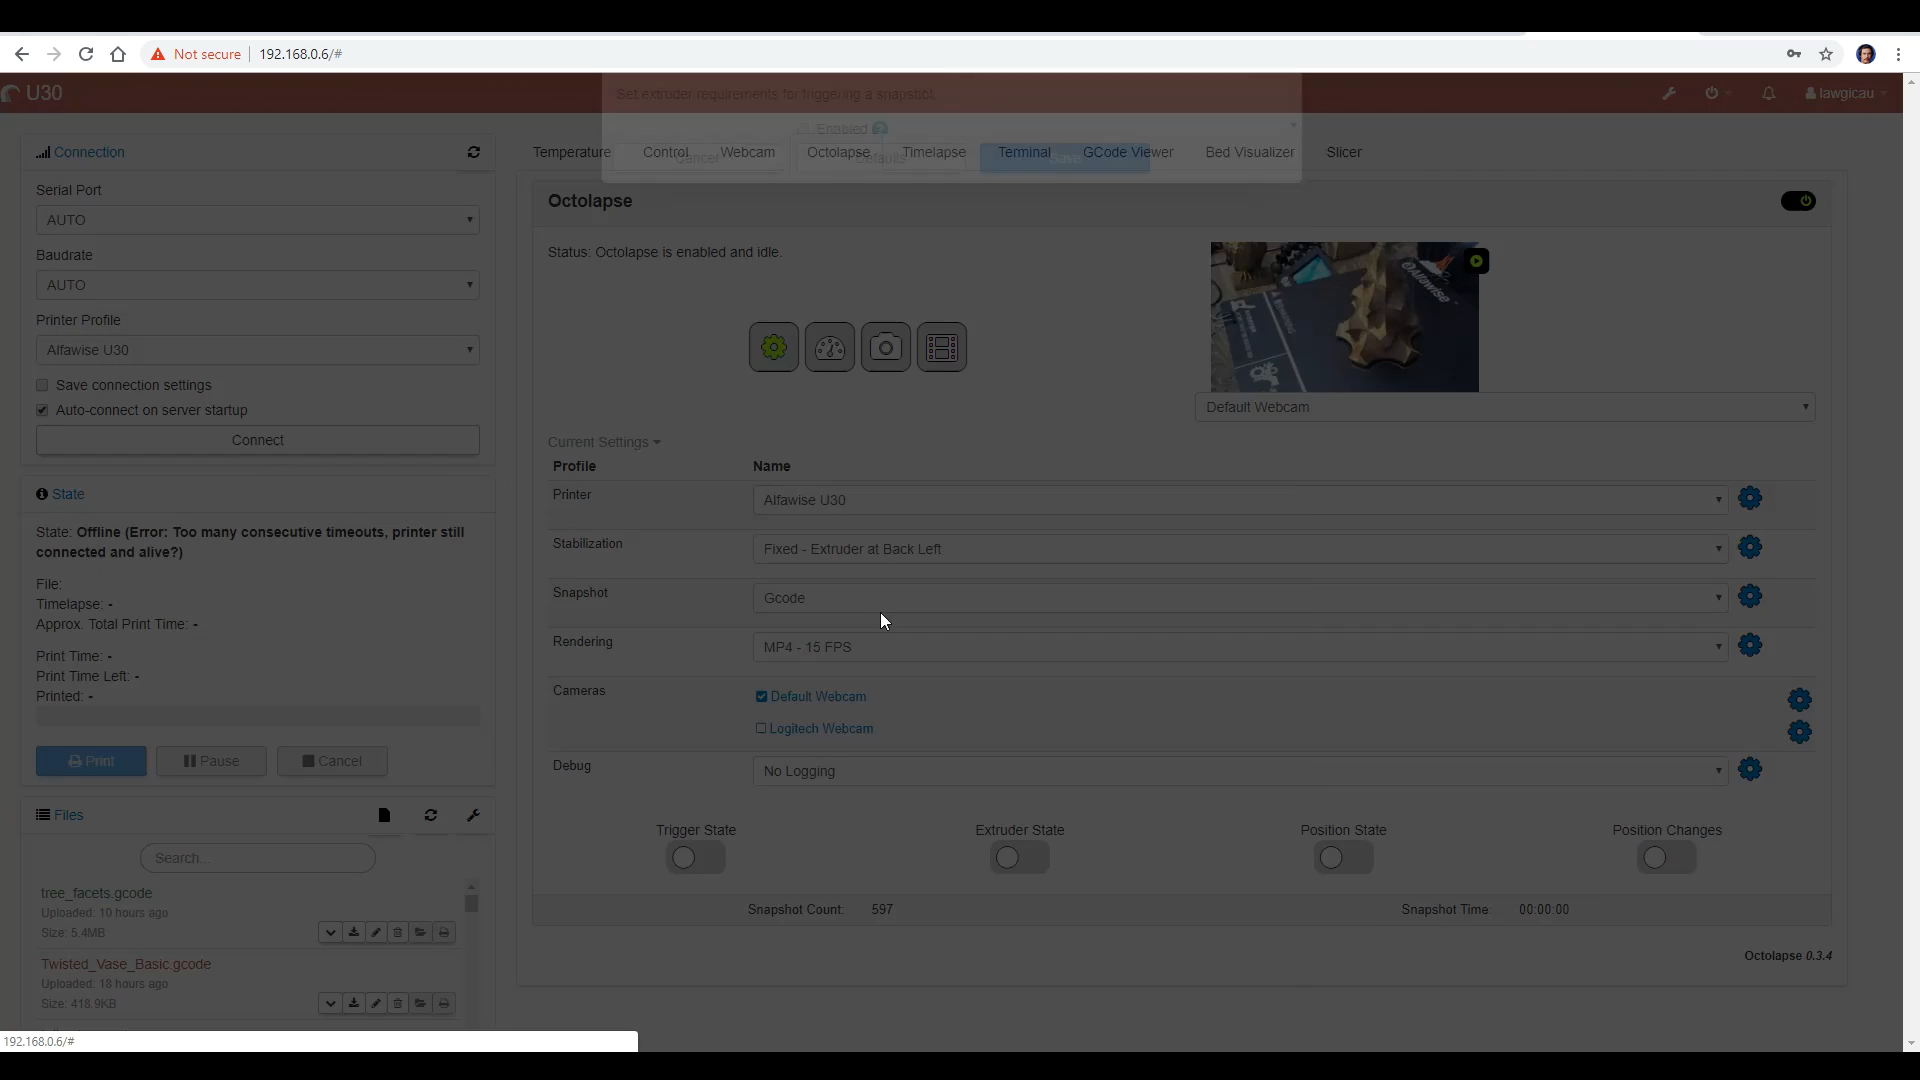 Not secure
192.168.0.6/#
U30
Set extruder requirements for triggering a snapshot.
lawgicau
Enabled
Connection
Temperature
Control
Cancel
Webcam
Octolapse
Defaults
Timelapse
Terminal
Save
GCode Viewer
Bed Visualizer
Slicer
Serial Port
AUTO
Baudrate
AUTO
Printer Profile
Alfawise U30
Save connection settings
Auto-connect on server startup
Connect
State
State: Offline (Error: Too many consecutive timeouts, printer still
connected and alive?)
File:
Timelapse: -
Approx. Total Print Time: -
Print Time: -
Print Time Left: -
Printed: -
Print
Pause
Cancel
Files
Search...
tree_facets.gcode
Uploaded: 10 hours ago
Size: 5.4MB
Twisted_Vase_Basic.gcode
Uploaded: 18 hours ago
Size: 418.9KB
Octolapse
Status: Octolapse is enabled and idle.
Alfawise
Default Webcam
Current Settings
Profile
Name
Printer
Alfawise U30
Stabilization
Fixed - Extruder at Back Left
Snapshot
Gcode
Rendering
MP4 - 15 FPS
Cameras
Default Webcam
Logitech Webcam
Debug
No Logging
Trigger State
Extruder State
Position State
Position Changes
Snapshot Count: 597
Snapshot Time: 00:00:00
Octolapse 0.3.4
192.168.0.6/#